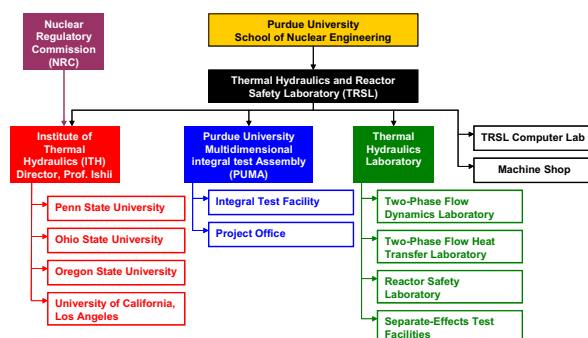 Nuclear
Regulatory
Commission
(NRC)
Purdue University
School of Nuclear Engineering
Thermal Hydraulics and Reactor
Safety Laboratory (TRSL)
Institute of
Thermal
Hydraulics (ITH)
Director, Prof. Ishii
Purdue University
Multidimensional
integral test Assembly
(PUMA)
Thermal
Hydraulics
Laboratory
TRSL Computer Lab
Machine Shop
Penn State University
Ohio State University
Oregon State University
University of California,
Los Angeles
Integral Test Facility
Project Office
Two-Phase Flow
Dynamics Laboratory
Two-Phase Flow Heat
Transfer Laboratory
Reactor Safety
Laboratory
Separate-Effects Test
Facilities